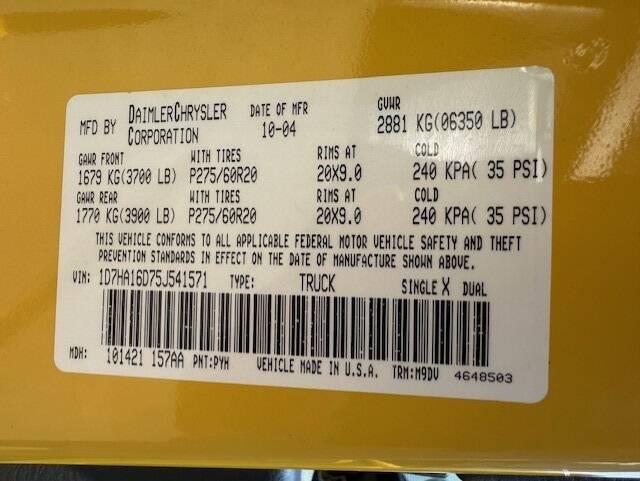 MFD BY DAIMLERCHRYSLER CORPORATION DATE OF MFR 10-04 GVWR 2881 KG(06350 LB)
GAWR FRONT WITH TIRES RIMS AT COLD
1679 KG(3700 LB) P275/60R20 20X9.0 240 KPA( 35 PSI)
GAWR REAR WITH TIRES RIMS AT COLD
1770 KG(3900 LB) P275/60R20 20X9.0 240 KPA( 35 PSI)
THIS VEHICLE CONFORMS TO ALL APPLICABLE FEDERAL MOTOR VEHICLE SAFETY AND THEFT
PREVENTION STANDARDS IN EFFECT ON THE DATE OF MANUFACTURE SHOWN ABOVE.
VIN: 1D7HA16D75J541571 TYPE: TRUCK SINGLE X DUAL
MDH: 101421 157AA PNT:PYH VEHICLE MADE IN U.S.A. TRM:M9DV 4648503